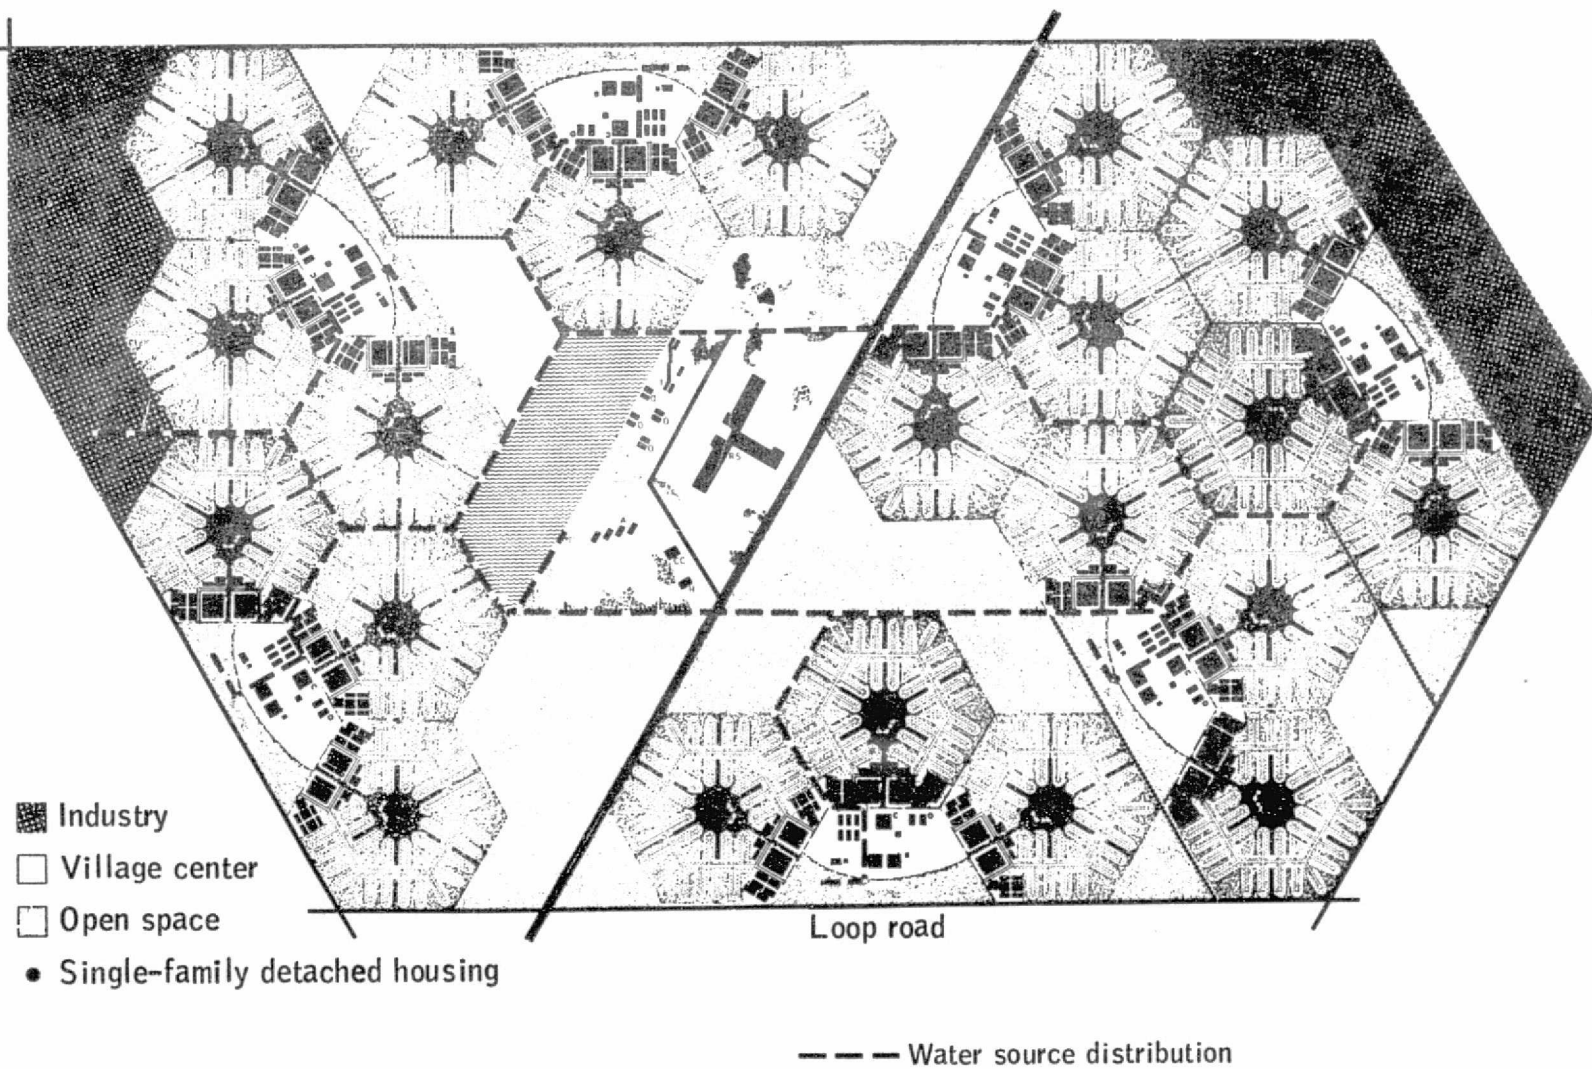 Industry
Village center
Open space
Single-family detached housing
Loop road
Water source distribution